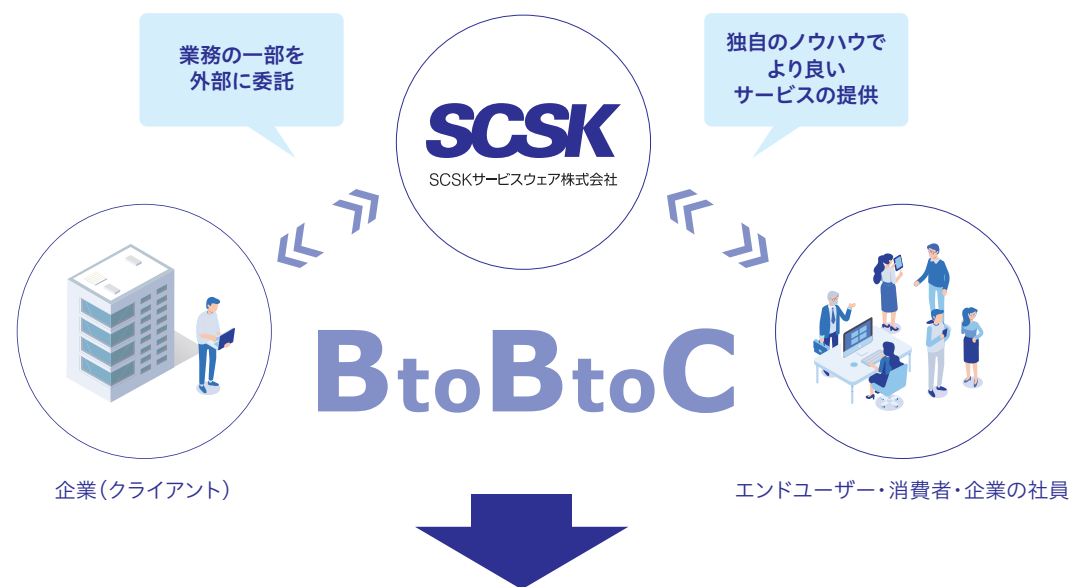 業務の一部を
外部に委託
独自のノウハウで
より良い
サービスの提供
SCSK
SCSKサービスウェア株式会社
BtoBtoC
企業(クライアント)
エンドユーザー・消費者・企業の社員